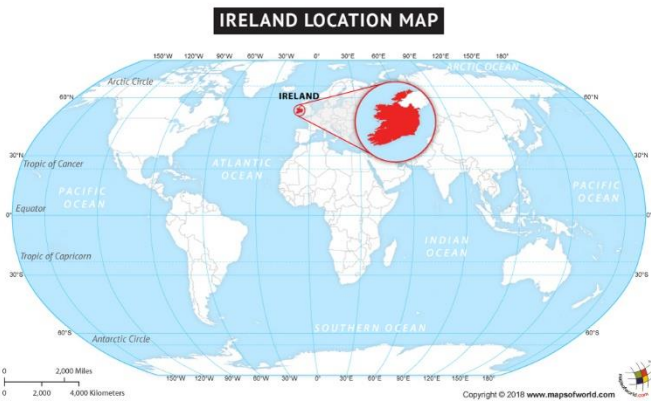 IRELAND LOCATION MAP
150°W 120°W 90°W 60°W 30°W 0° 30°E 60°E 90°E 120°E 150°E 180°
ARCTIC OCEAN
Arctic Circle
60°N
IRELAND
30°N
Tropic of Cancer
ATLANTIC
OCEAN
PACIFIC
OCEAN
PACIFIC
OCEAN
0°
Equator
0°
INDIAN
OCEAN
Tropic of Capricorn
30°S
30°S
SOUTHERN OCEAN
60°S
Antarctic Circle
60°S
0 2,000 Miles
0 2,000 4,000 Kilometers
150°W 120°W 90°W 60°W 30°W 0° 30°E 60°E 90°E 120°E 150°E 180°
Copyright © 2018 www.mapsofworld.com